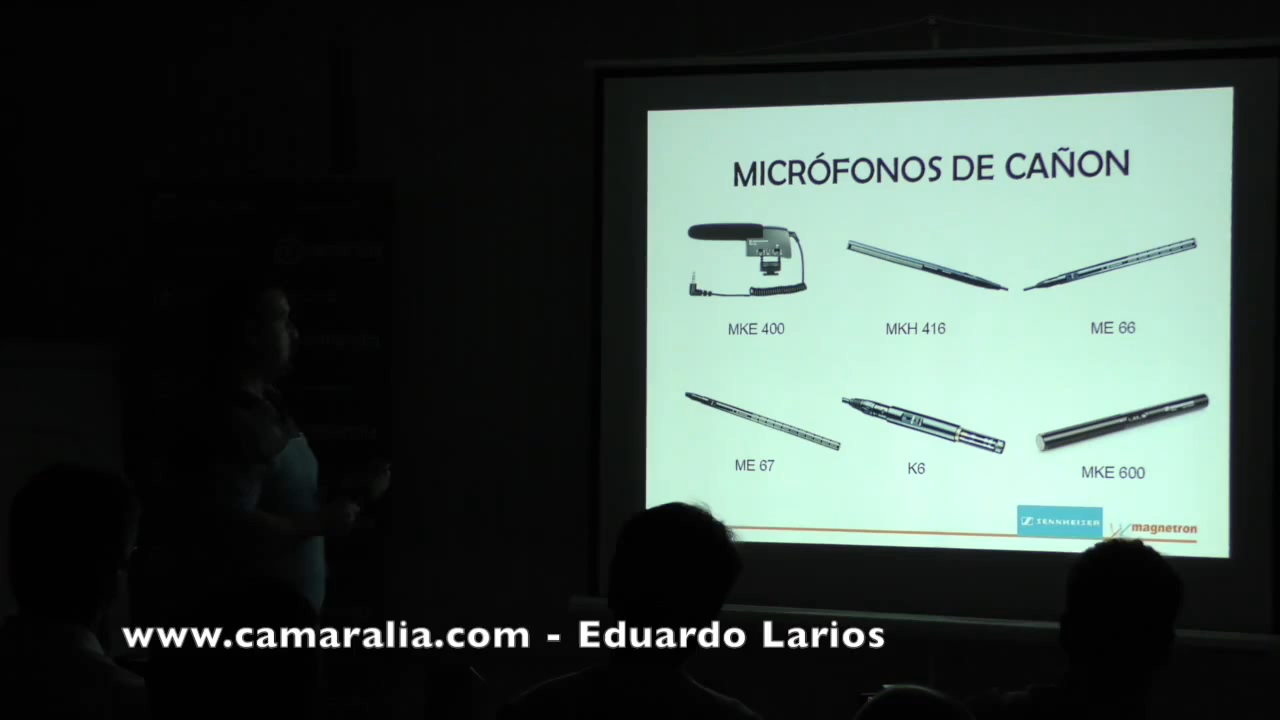 MICRÓFONOS DE CAÑON
MKE 400
MKH 416
ME 66
ME 67
K6
MKE 600
SENNHEISER
magnetron
www.camaralia.com - Eduardo Larios